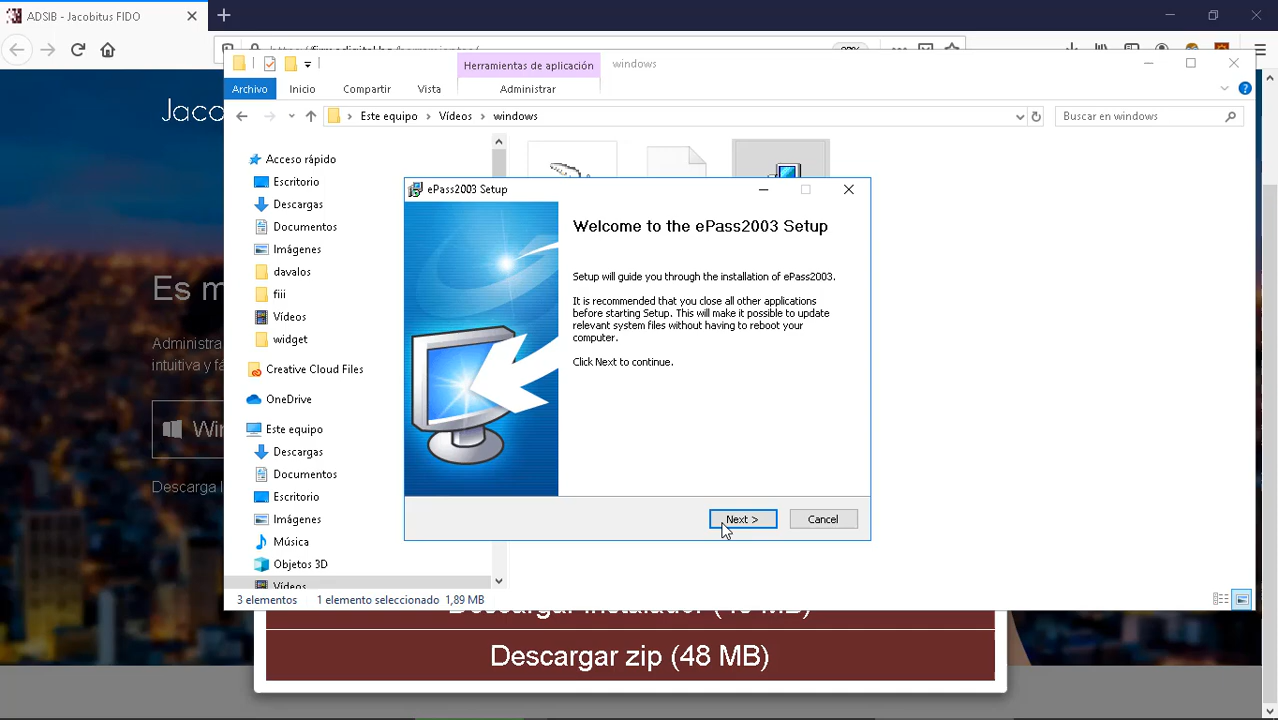 ADSIB - Jacobitus FIDO
Herramientas de aplicación
windows
Archivo
Inicio
Compartir
Vista
Administrar
Este equipo > Vídeos > windows
Buscar en windows
Jaco
Es m
Administra
intuitiva y fá
Win
Descarga l
Acceso rápido
Escritorio
Descargas
Documentos
Imágenes
davalos
fiii
Vídeos
widget
Creative Cloud Files
OneDrive
Este equipo
Descargas
Documentos
Escritorio
Imágenes
Música
Objetos 3D
Vídeos
ePass2003 Setup
Welcome to the ePass2003 Setup
Setup will guide you through the installation of ePass2003.
It is recommended that you close all other applications
before starting Setup. This will make it possible to update
relevant system files without having to reboot your
computer.
Click Next to continue.
Next >
Cancel
3 elementos
1 elemento seleccionado 1,89 MB
Descargar zip (48 MB)